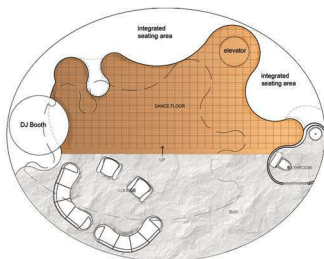 integrated
seating area
elevator
integrated
seating area
DANCE FLOOR
DJ Booth
UP
BATHROOM
LOUNGE
BAR